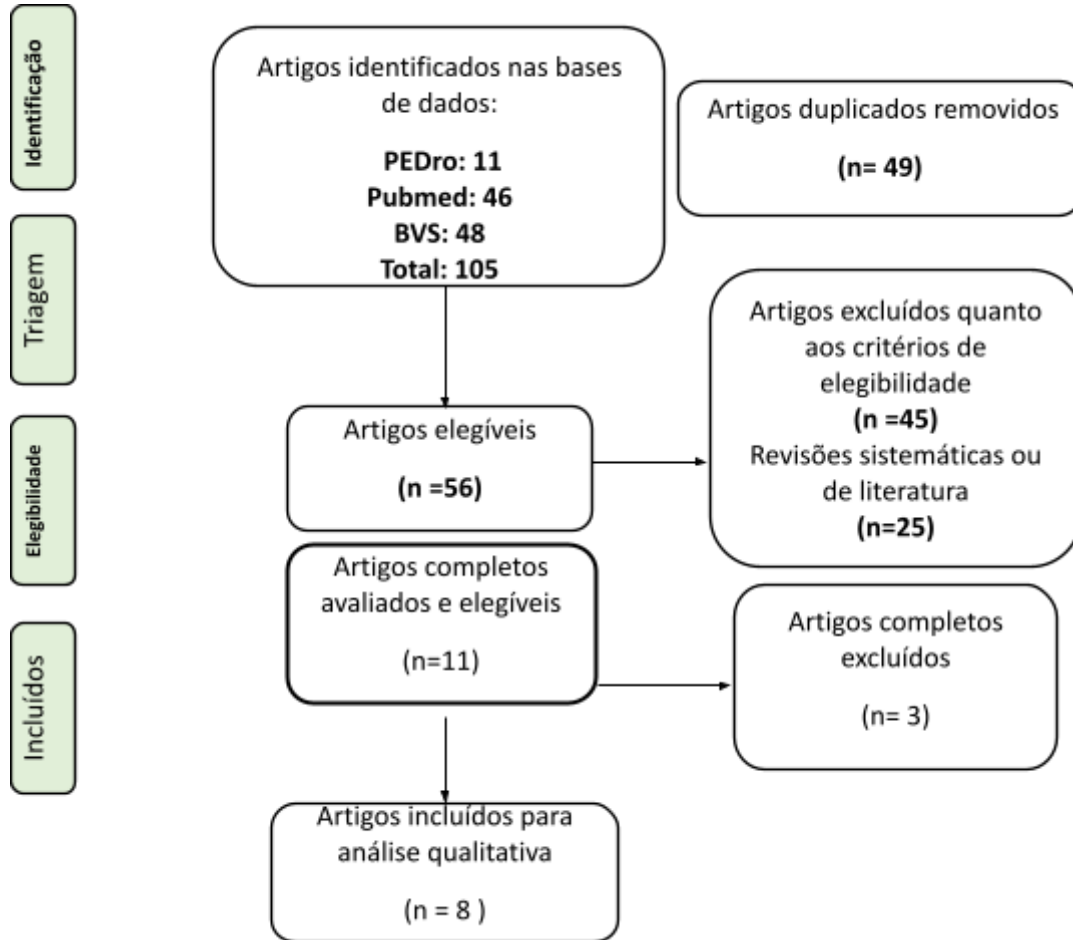 Identificação
Artigos identificados nas bases
de dados:
PEDro: 11
Pubmed: 46
BVS: 48
Total: 105
Artigos duplicados removidos
(n= 49)
Triagem
Artigos excluídos quanto
aos critérios de
elegibilidade
(n =45)
Revisões sistemáticas ou
de literatura
(n=25)
Elegibilidade
Artigos elegíveis
(n =56)
Artigos completos
avaliados e elegíveis
(n=11)
Artigos completos
excluídos
(n= 3)
Incluídos
Artigos incluídos para
análise qualitativa
(n = 8 )